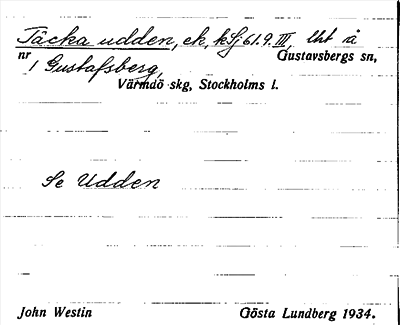 Täcka udden, ek, kSj 61.9.III, lht å
nr 1 Gustafsberg, Gustavsbergs sn,
Värmdö skg, Stockholms l.
Se Udden
John Westin Gösta Lundberg 1934.